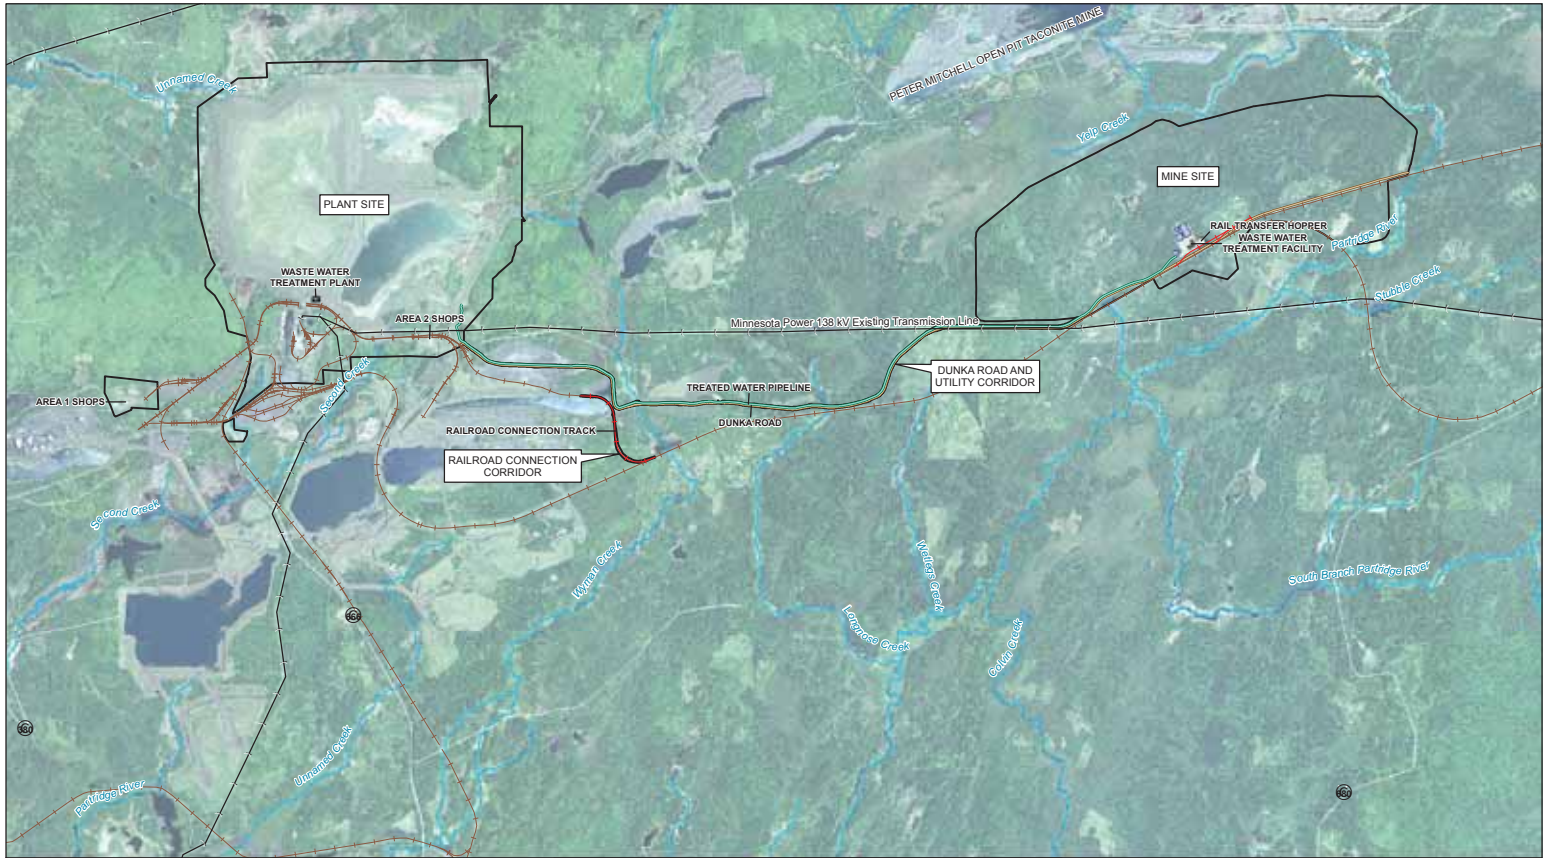 PETER MITCHELL OPEN PIT TACONITE MINE
Unnamed Creek
Yelp Creek
MINE SITE
PLANT SITE
RAIL TRANSFER HOPPER
WASTE WATER
TREATMENT FACILITY
Partridge River
WASTE WATER
TREATMENT PLANT
Stubble Creek
AREA 2 SHOPS
Minnesota Power 138 kV Existing Transmission Line
DUNKA ROAD AND
UTILITY CORRIDOR
Second Creek
TREATED WATER PIPELINE
AREA 1 SHOPS
DUNKA ROAD
RAILROAD CONNECTION TRACK
RAILROAD CONNECTION
CORRIDOR
Second Creek
Wyman Creek
Wetlegs Creek
South Branch Partridge River
666
Longnose Creek
Colvin Creek
380
Unnamed Creek
Partridge River
680